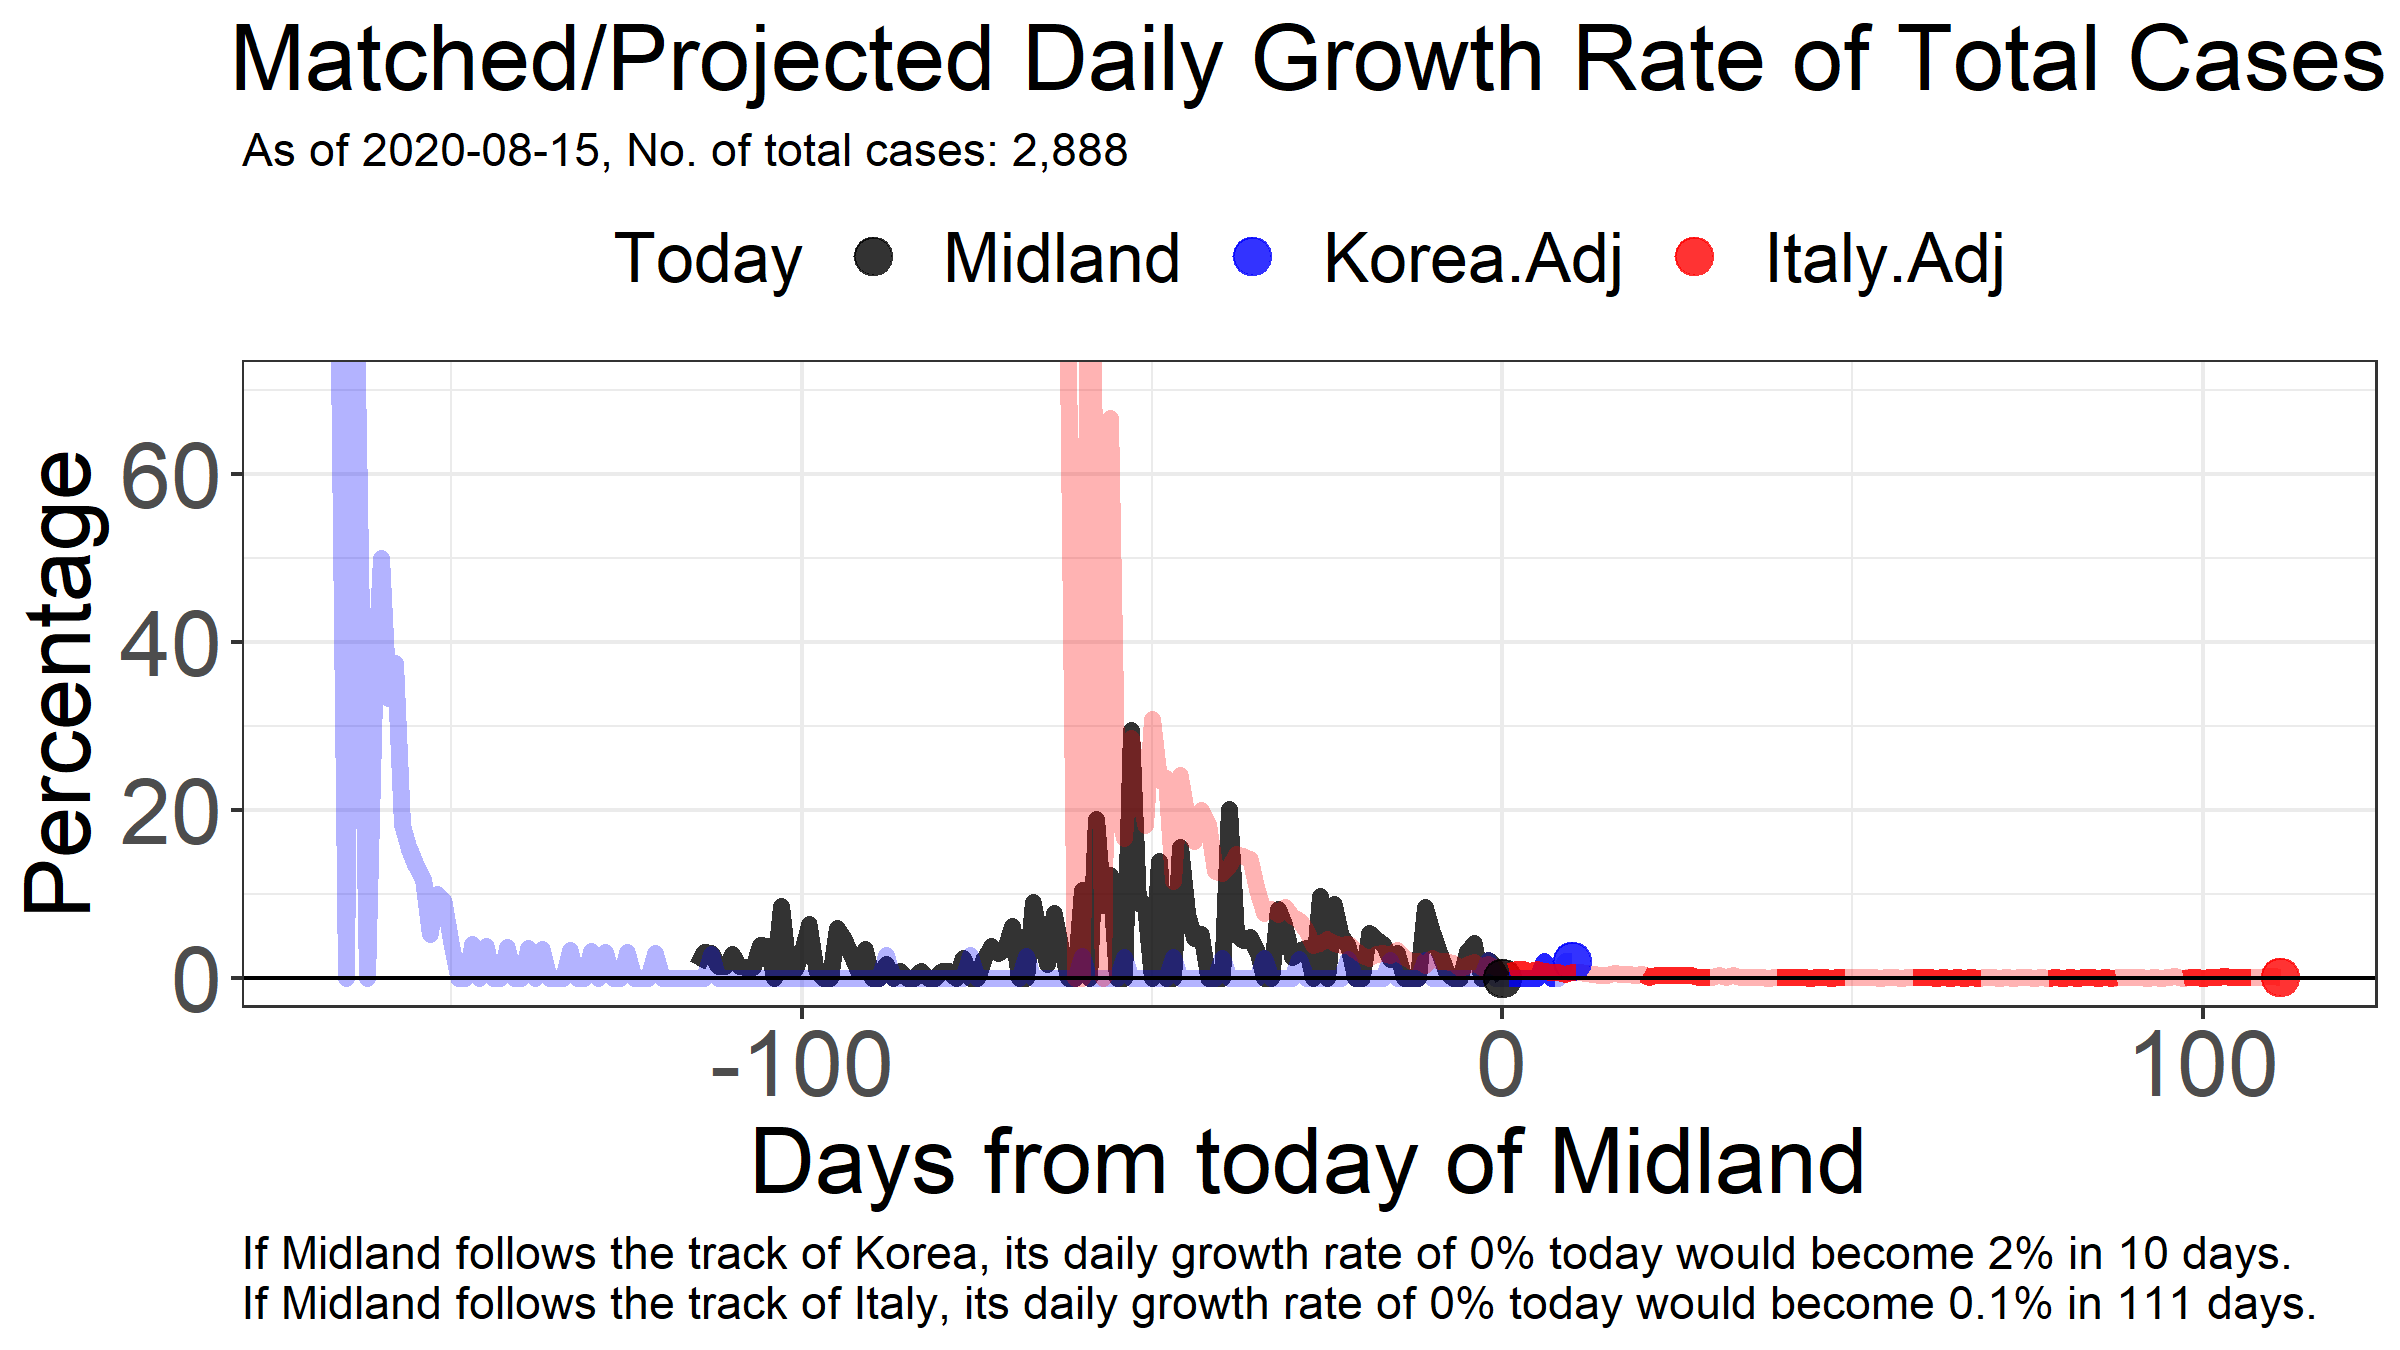 Matched/Projected Daily Growth Rate of Total Cases
As of 2020-08-15, No. of total cases: 2,888
Today Midland Korea.Adj Italy.Adj
Percentage
60
40
20
0
-100 0 100
Days from today of Midland
If Midland follows the track of Korea, its daily growth rate of 0% today would become 2% in 10 days.
If Midland follows the track of Italy, its daily growth rate of 0% today would become 0.1% in 111 days.